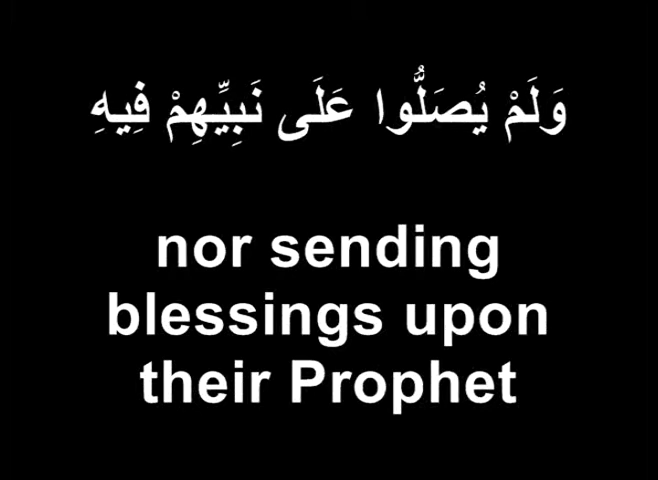 وَلَمْ يُصَلُّوا عَلَى نَبِيِّهِمْ فِيهِ
nor sending
blessings upon
their Prophet